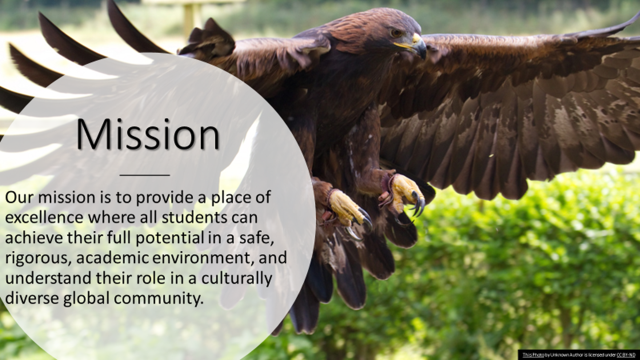 Mission
Our mission is to provide a place of
excellence where all students can
achieve their full potential in a safe,
rigorous, academic environment, and
understand their role in a culturally
diverse global community.
This Photo by Unknown Author is licensed under CC BY-ND